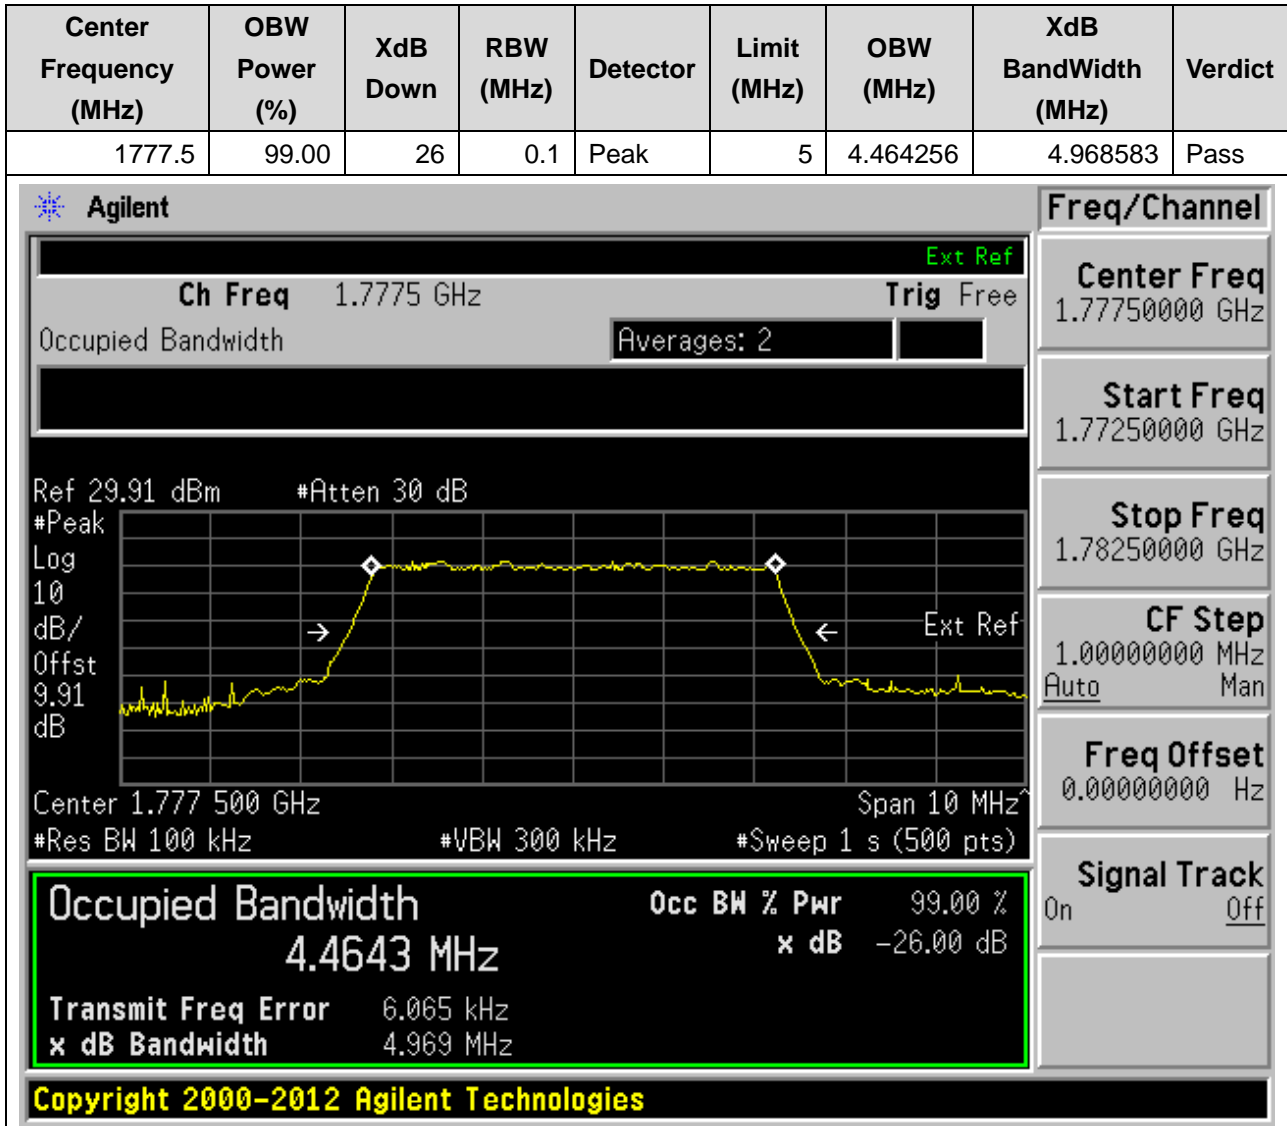 Center Frequency (MHz) OBW Power (%) XdB Down RBW (MHz) Detector Limit (MHz) OBW (MHz) XdB BandWidth (MHz) Verdict
1777.5 99.00 26 0.1 Peak 5 4.464256 4.968583 Pass
Agilent
Freq/Channel
Ext Ref
Ch Freq 1.7775 GHz Trig Free
Occupied Bandwidth Averages: 2
Center Freq
1.77750000 GHz
Start Freq
1.77250000 GHz
Stop Freq
1.78250000 GHz
CF Step
1.00000000 MHz
Auto Man
Freq Offset
0.00000000 Hz
Signal Track
On Off
Ref 29.91 dBm #Atten 30 dB
#Peak
Log
10
dB/
Offst
9.91
dB
Ext Ref
Center 1.777 500 GHz Span 10 MHz^
#Res BW 100 kHz #VBW 300 kHz #Sweep 1 s (500 pts)
Occupied Bandwidth
4.4643 MHz
Occ BW % Pwr 99.00 %
x dB -26.00 dB
Transmit Freq Error 6.065 kHz
x dB Bandwidth 4.969 MHz
Copyright 2000-2012 Agilent Technologies